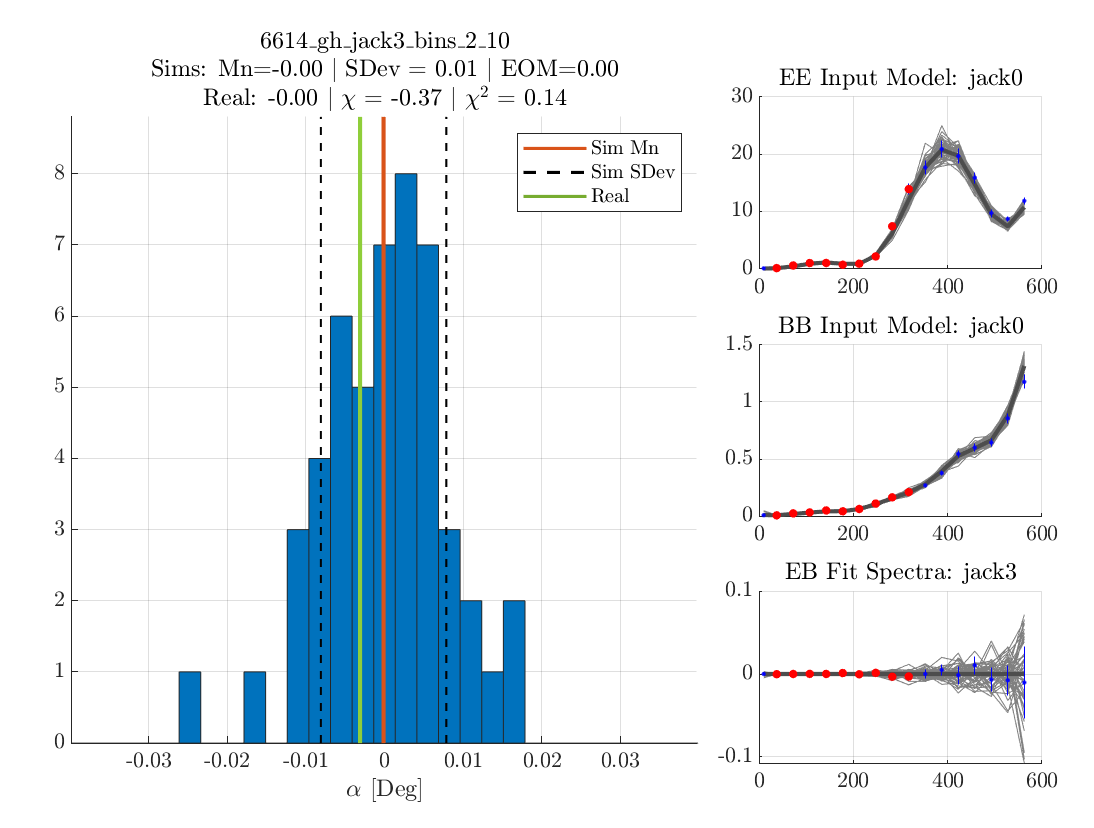 6614_gh_jack3_bins_2_10
Sims: Mn=-0.00 | SDev = 0.01 | EOM=0.00
Real: -0.00 | χ = -0.37 | χ² = 0.14
Sim Mn
Sim SDev
Real
8
7
6
5
4
3
2
1
0
-0.03 -0.02 -0.01 0 0.01 0.02 0.03
α [Deg]
EE Input Model: jack0
30
20
10
0
0 200 400 600
BB Input Model: jack0
1.5
1
0.5
0
0 200 400 600
EB Fit Spectra: jack3
0.1
0
-0.1
0 200 400 600